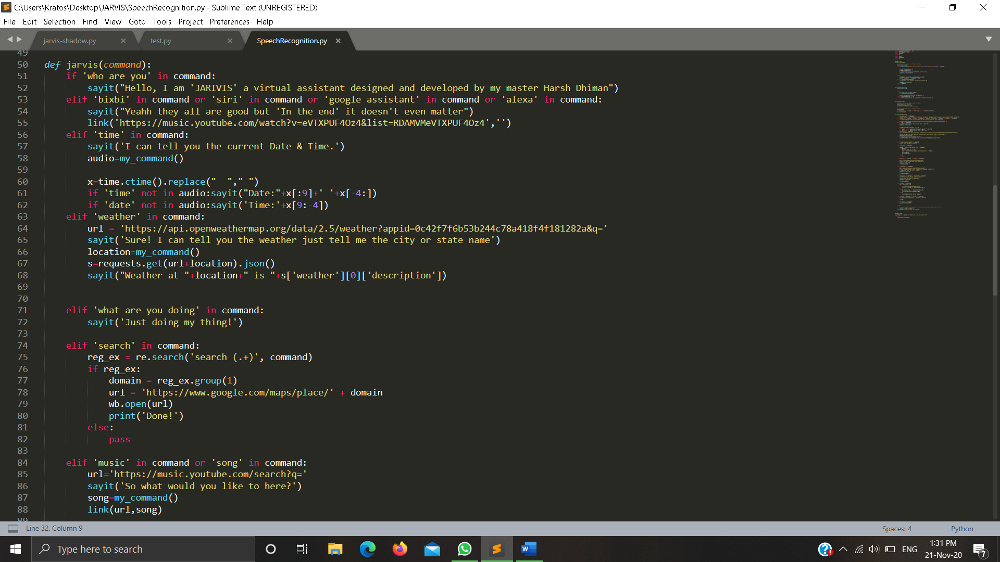 C:\Users\Kratos\Desktop\JARVIS\SpeechRecognition.py - Sublime Text (UNREGISTERED)
File Edit Selection Find View Goto Tools Project Preferences Help
jarvis-shadow.py test.py SpeechRecognition.py
49
50 def jarvis(command):
51     if 'who are you' in command:
52         sayit("Hello, I am 'JARIVIS' a virtual assistant designed and developed by my master Harsh Dhiman")
53     elif 'bixbi' in command or 'siri' in command or 'google assistant' in command or 'alexa' in command:
54         sayit("Yeahh they all are good but 'In the end' it doesn't even matter")
55         link('https://music.youtube.com/watch?v=eVTXPUF4Oz4&list=RDAMVMeVTXPUF4Oz4','')
56     elif 'time' in command:
57         sayit('I can tell you the current Date & Time.')
58         audio=my_command()
59
60         x=time.ctime().replace("  "," ")
61         if 'time' not in audio:sayit("Date:"+x[:9]+' '+x[-4:])
62         if 'date' not in audio:sayit('Time:'+x[9:-4])
63     elif 'weather' in command:
64         url = 'https://api.openweathermap.org/data/2.5/weather?appid=0c42f7f6b53b244c78a418f4f181282a&q='
65         sayit('Sure! I can tell you the weather just tell me the city or state name')
66         location=my_command()
67         s=requests.get(url+location).json()
68         sayit("Weather at "+location+" is "+s['weather'][0]['description'])
69
70
71     elif 'what are you doing' in command:
72         sayit('Just doing my thing!')
73
74     elif 'search' in command:
75         reg_ex = re.search('search (.+)', command)
76         if reg_ex:
77             domain = reg_ex.group(1)
78             url = 'https://www.google.com/maps/place/' + domain
79             wb.open(url)
80             print('Done!')
81         else:
82             pass
83
84     elif 'music' in command or 'song' in command:
85         url='https://music.youtube.com/search?q='
86         sayit('So what would you like to here?')
87         song=my_command()
88         link(url,song)
89
Line 32, Column 9 Spaces: 4 Python
Type here to search ENG 1:31 PM
21-Nov-20 7